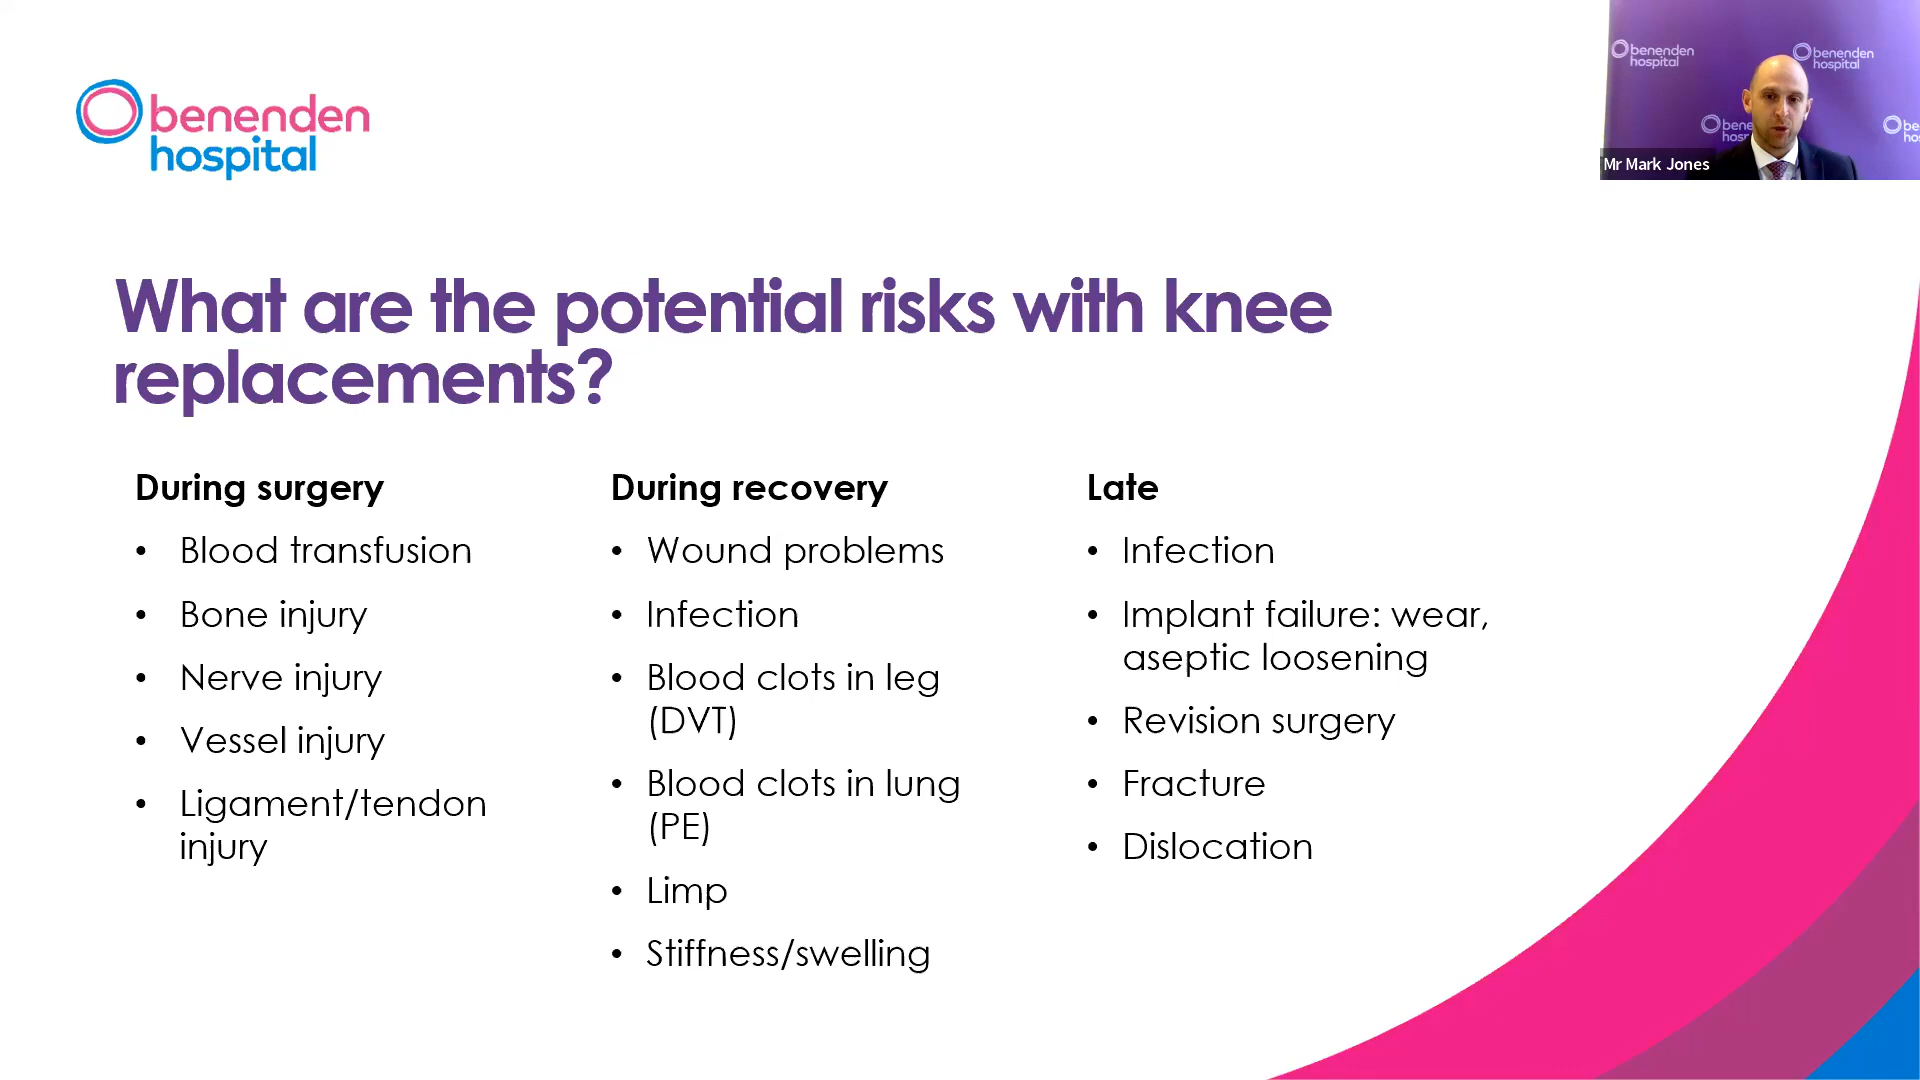 benenden
hospital
benenden
hospital
benenden
hospital
Mr Mark Jones
What are the potential risks with knee
replacements?
During surgery
• Blood transfusion
• Bone injury
• Nerve injury
• Vessel injury
• Ligament/tendon
injury
During recovery
• Wound problems
• Infection
• Blood clots in leg
(DVT)
• Blood clots in lung
(PE)
• Limp
• Stiffness/swelling
Late
• Infection
• Implant failure: wear,
aseptic loosening
• Revision surgery
• Fracture
• Dislocation